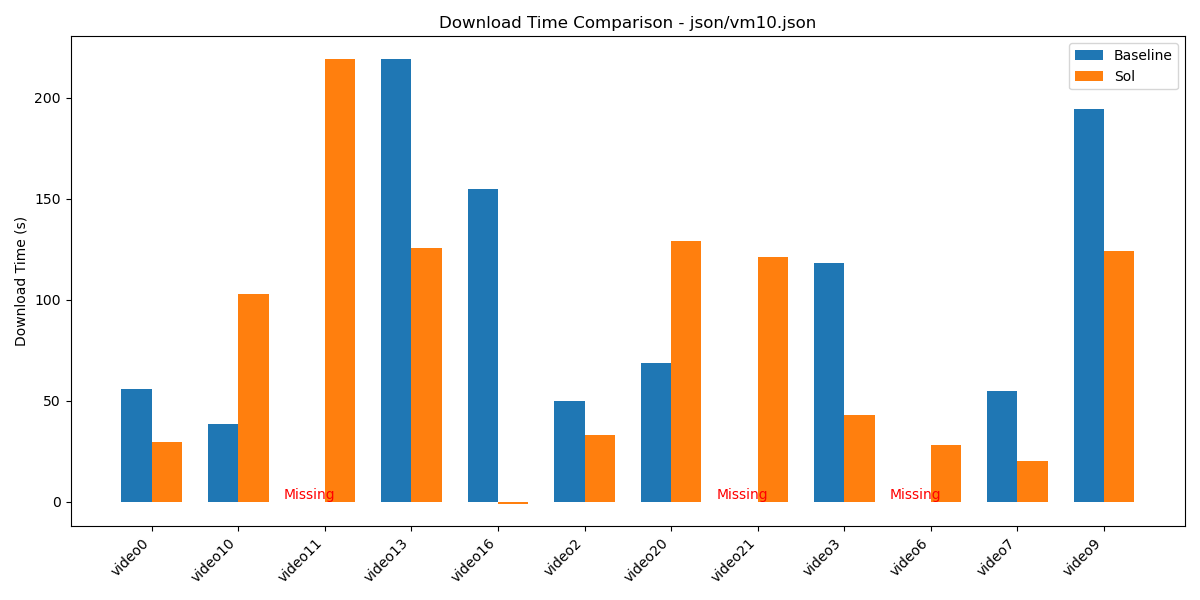 Download Time Comparison - json/vm10.json
Baseline
Sol
Download Time (s)
200
150
100
50
0
Missing
Missing
Missing
video0
video10
video11
video13
video16
video2
video20
video21
video3
video6
video7
video9